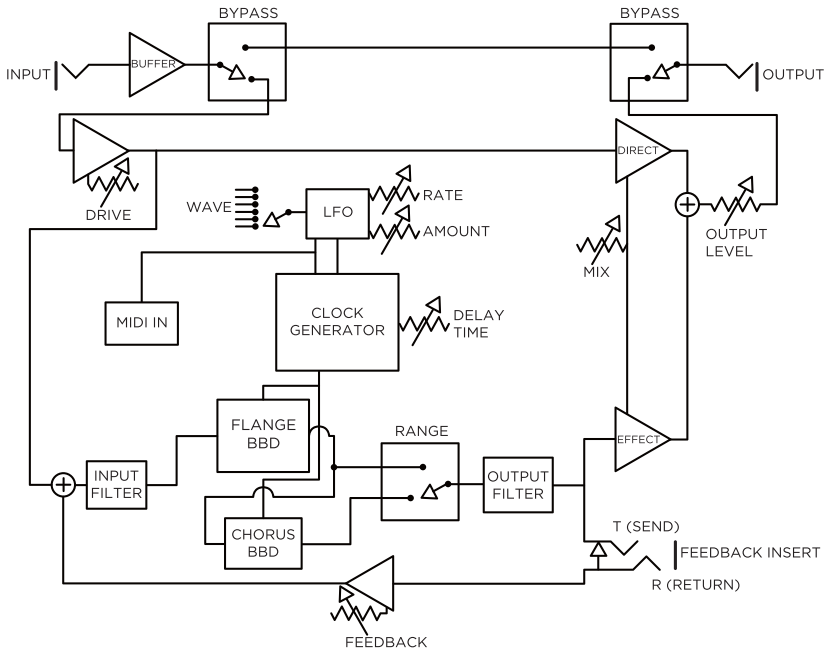 BYPASS
BYPASS
INPUT
BUFFER
OUTPUT
DIRECT
DRIVE
WAVE
LFO
RATE
AMOUNT
OUTPUT
LEVEL
MIX
MIDI IN
CLOCK
GENERATOR
DELAY
TIME
FLANGE
BBD
RANGE
EFFECT
INPUT
FILTER
OUTPUT
FILTER
CHORUS
BBD
T (SEND)
FEEDBACK INSERT
R (RETURN)
FEEDBACK